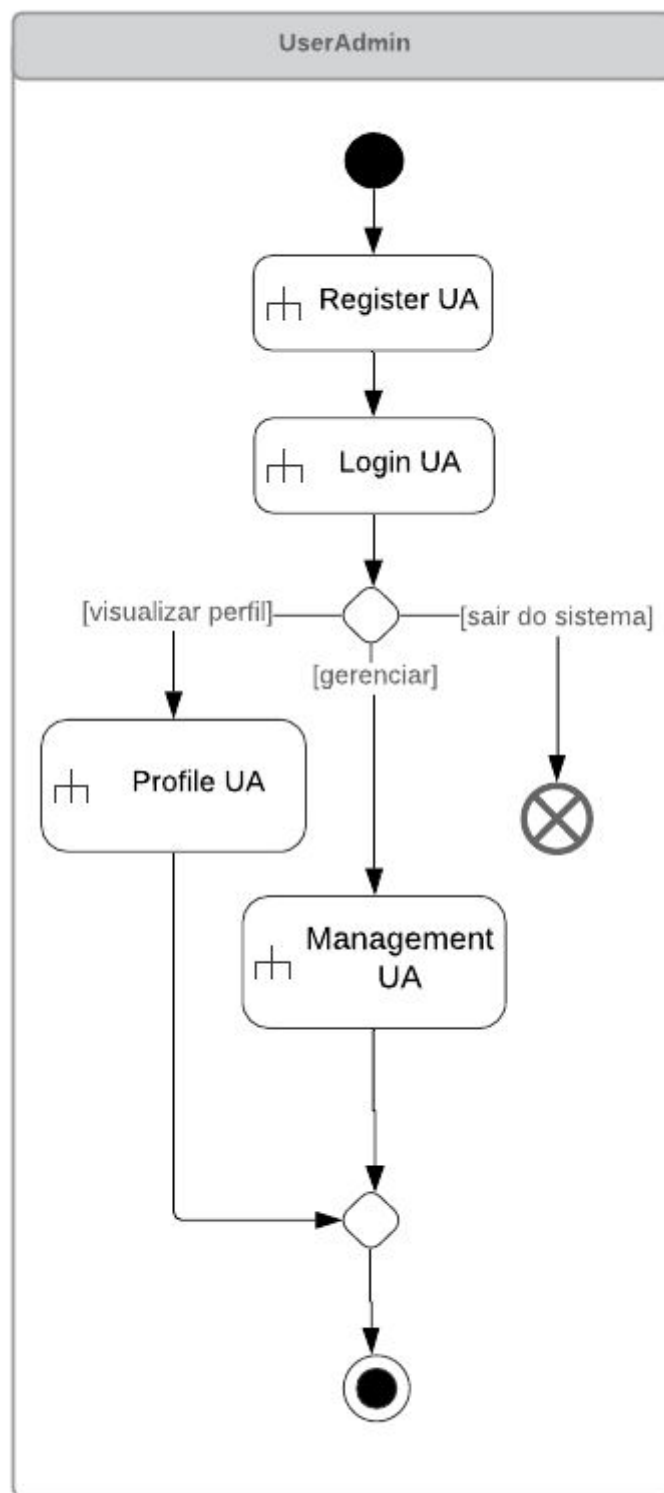 UserAdmin
Register UA
Login UA
[visualizar perfil]
[sair do sistema]
[gerenciar]
Profile UA
Management
UA